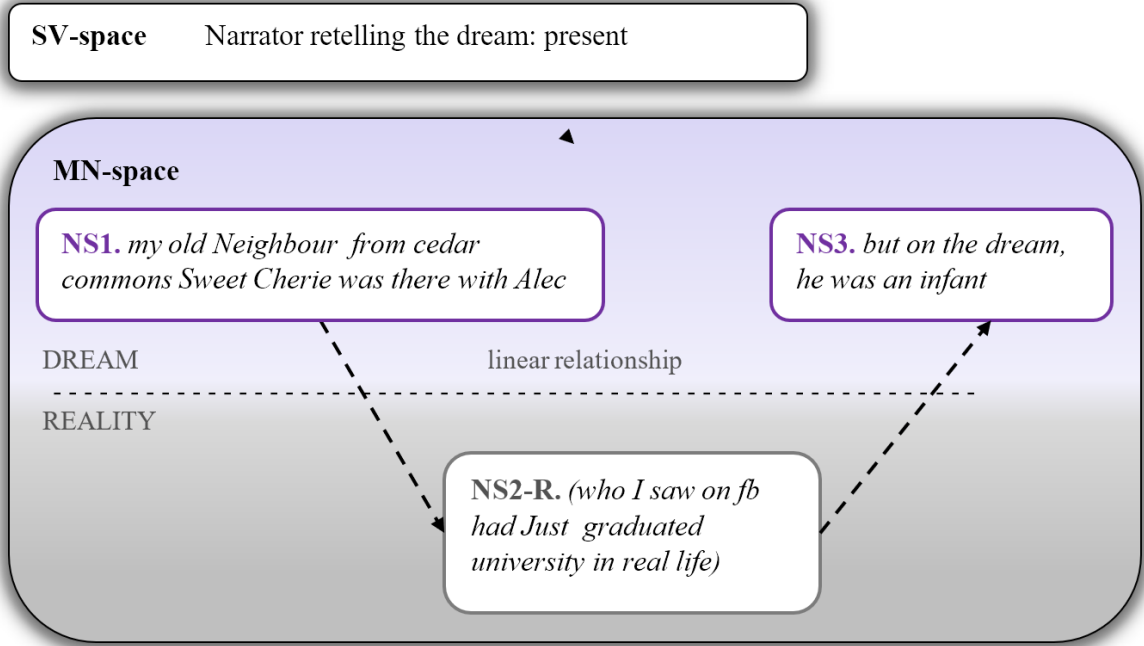 SV-space Narrator retelling the dream: present
MN-space
NS1. my old Neighbour from cedar
commons Sweet Cherie was there with Alec
NS3. but on the dream,
he was an infant
DREAM
linear relationship
REALITY
NS2-R. (who I saw on fb
had Just graduated
university in real life)